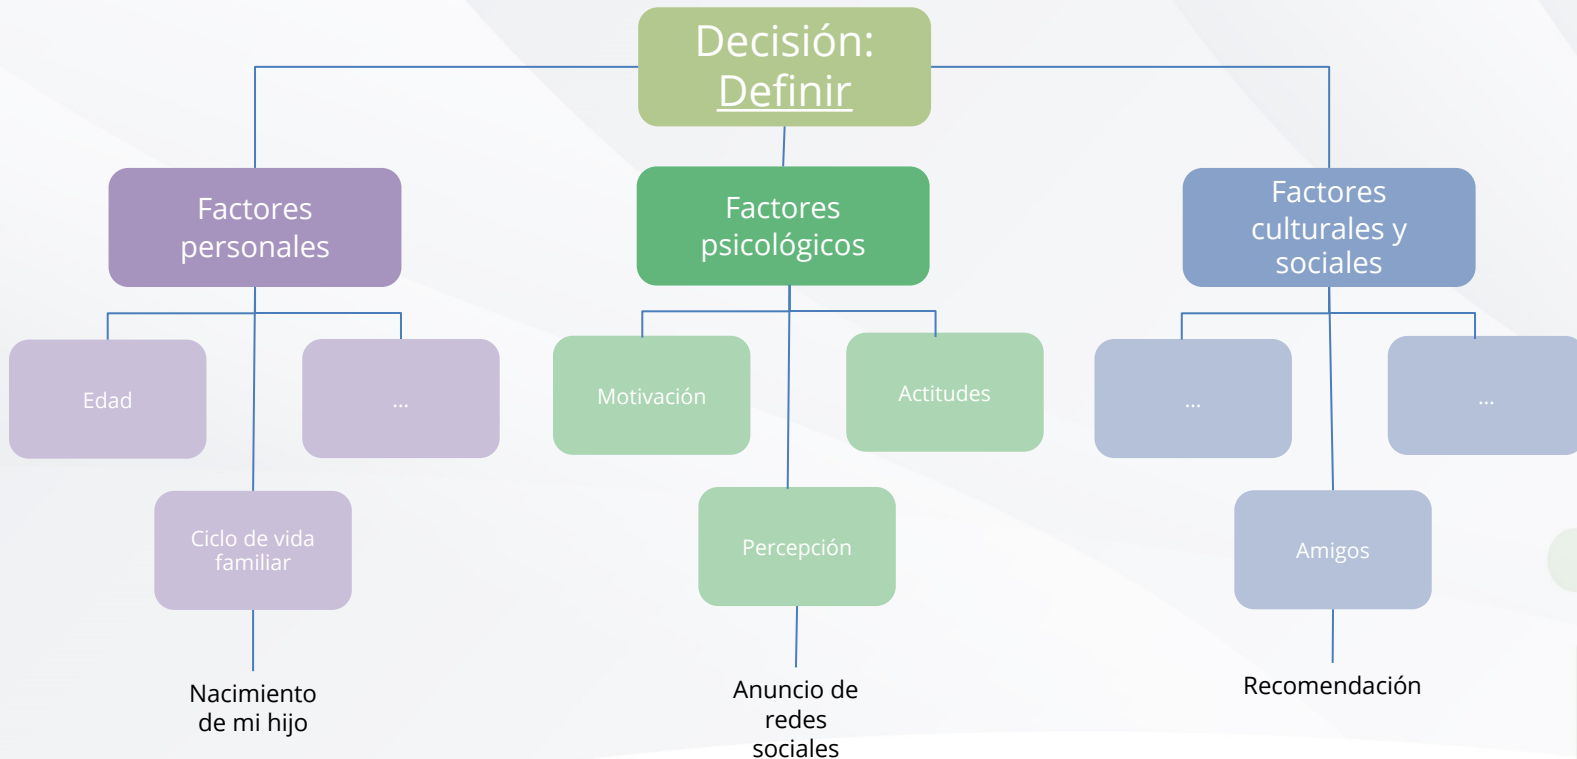 Decisión:
Definir
Factores
personales
Factores
psicológicos
Factores
culturales y
sociales
Edad
...
Motivación
Actitudes
...
...
Ciclo de vida
familiar
Percepción
Amigos
Nacimiento
de mi hijo
Anuncio de
redes
sociales
Recomendación